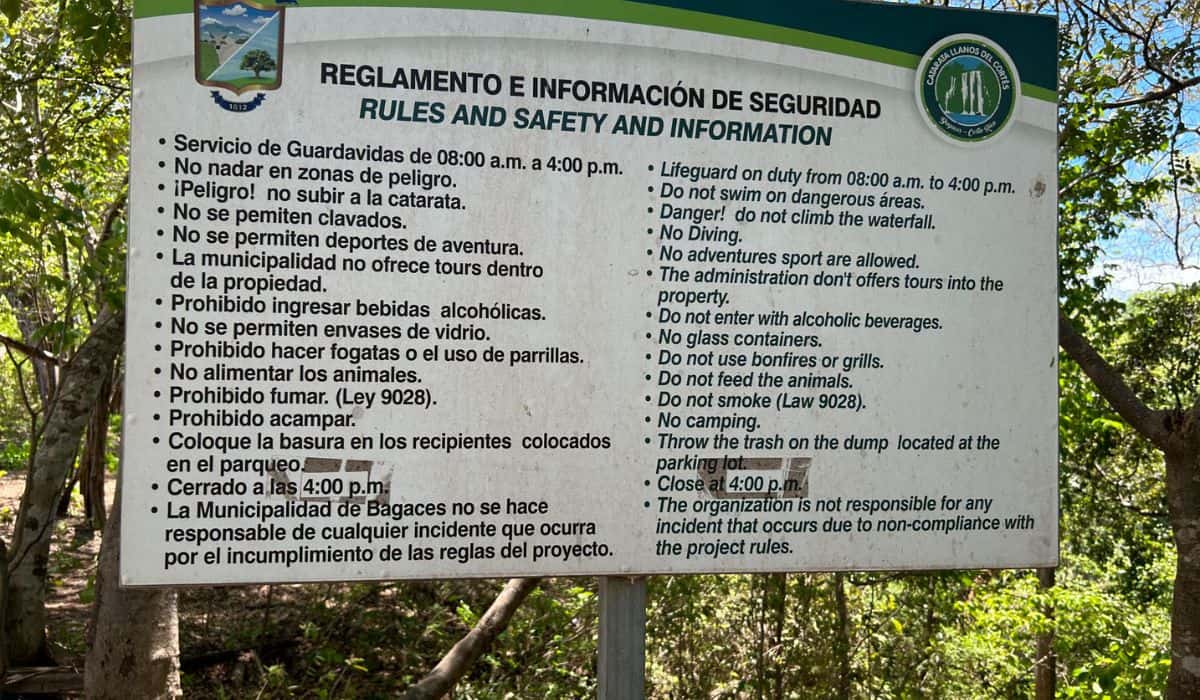 1812
CATARATA LLANOS DEL CORTÉS
Bagaces - Costa Rica
REGLAMENTO E INFORMACIÓN DE SEGURIDAD
RULES AND SAFETY AND INFORMATION
• Servicio de Guardavidas de 08:00 a.m. a 4:00 p.m.
• No nadar en zonas de peligro.
• ¡Peligro! no subir a la catarata.
• No se pemiten clavados.
• No se permiten deportes de aventura.
• La municipalidad no ofrece tours dentro
de la propiedad.
• Prohibido ingresar bebidas alcohólicas.
• No se permiten envases de vidrio.
• Prohibido hacer fogatas o el uso de parrillas.
• No alimentar los animales.
• Prohibido fumar. (Ley 9028).
• Prohibido acampar.
• Coloque la basura en los recipientes colocados
en el parqueo.
• Cerrado a las 4:00 p.m
• La Municipalidad de Bagaces no se hace
responsable de cualquier incidente que ocurra
por el incumplimiento de las reglas del proyecto.
• Lifeguard on duty from 08:00 a.m. to 4:00 p.m.
• Do not swim on dangerous áreas.
• Danger! do not climb the waterfall.
• No Diving.
• No adventures sport are allowed.
• The administration don't offers tours into the
property.
• Do not enter with alcoholic beverages.
• No glass containers.
• Do not use bonfires or grills.
• Do not feed the animals.
• Do not smoke (Law 9028).
• No camping.
• Throw the trash on the dump located at the
parking lot.
• Close at 4:00 p.m.
• The organization is not responsible for any
incident that occurs due to non-compliance with
the project rules.